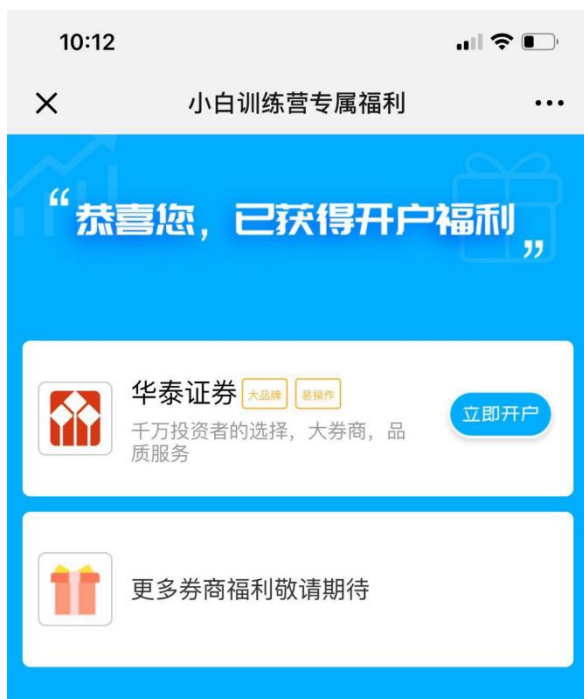 10:12
小白训练营专属福利
“恭喜您，已获得开户福利”
华泰证券 大品牌 易操作
千万投资者的选择，大券商，品
质服务
立即开户
更多券商福利敬请期待